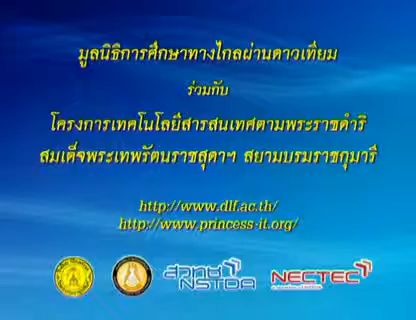 มูลนิธิการศึกษาทางไกลผ่านดาวเทียม
ร่วมกับ
โครงการเทคโนโลยีสารสนเทศตามพระราชดำริ
สมเด็จพระเทพรัตนราชสุดาฯ สยามบรมราชกุมารี
http://www.dlf.ac.th/
http://www.princess-it.org/
สวทช
NSTDA
NECTEC